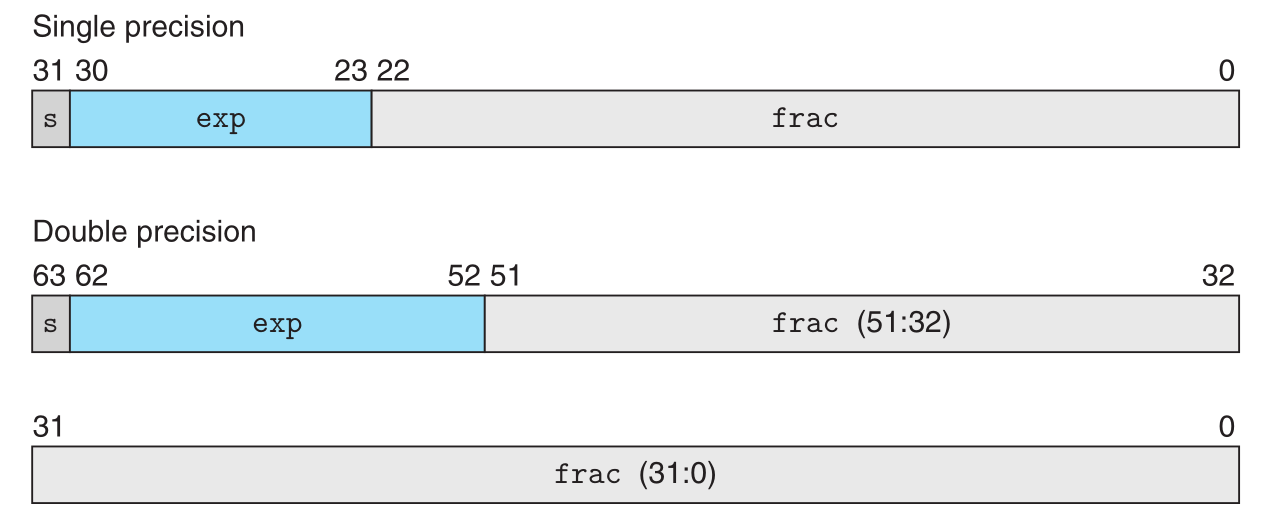 Single precision
31 30 23 22 0
s exp frac
Double precision
63 62 52 51 32
s exp frac (51:32)
31 0
frac (31:0)